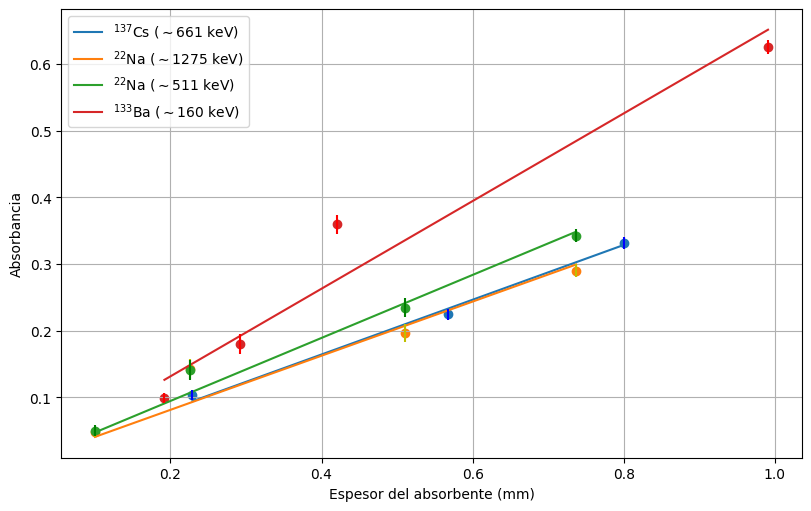 ¹³⁷Cs (∼661 keV)
²²Na (∼1275 keV)
²²Na (∼511 keV)
¹³³Ba (∼160 keV)
Absorbancia
0.6
0.5
0.4
0.3
0.2
0.1
0.2 0.4 0.6 0.8 1.0
Espesor del absorbente (mm)